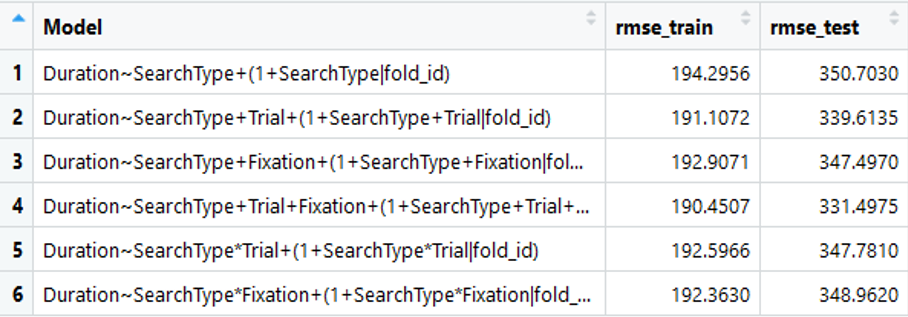 Model rmse_train rmse_test
1 Duration~SearchType+(1+SearchType|fold_id) 194.2956 350.7030
2 Duration~SearchType+Trial+(1+SearchType+Trial|fold_id) 191.1072 339.6135
3 Duration~SearchType+Fixation+(1+SearchType+Fixation|fol... 192.9071 347.4970
4 Duration~SearchType+Trial+Fixation+(1+SearchType+Trial+... 190.4507 331.4975
5 Duration~SearchType*Trial+(1+SearchType*Trial|fold_id) 192.5966 347.7810
6 Duration~SearchType*Fixation+(1+SearchType*Fixation|fold_... 192.3630 348.9620